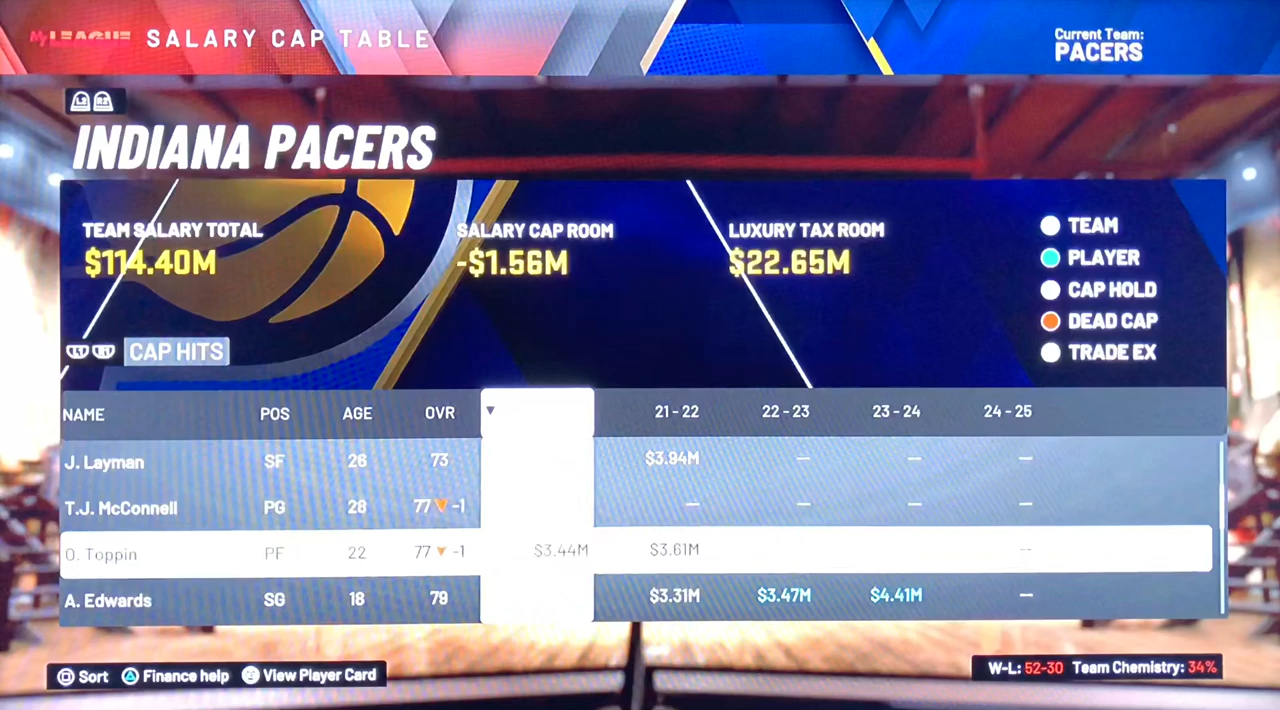 MyLEAGUE SALARY CAP TABLE
Current Team:
PACERS
L2 R2
INDIANA PACERS
TEAM SALARY TOTAL SALARY CAP ROOM LUXURY TAX ROOM
$114.40M -$1.56M $22.65M
TEAM
PLAYER
CAP HOLD
DEAD CAP
TRADE EX
L1 R1 CAP HITS
NAME POS AGE OVR ▼ 21 - 22 22 - 23 23 - 24 24 - 25
J. Layman SF 26 73 $3.94M — — —
T.J. McConnell PG 28 77 ▼ -1 — — — —
O. Toppin PF 22 77 ▼ -1 $3.44M $3.61M --
A. Edwards SG 18 79 $3.31M $3.47M $4.41M —
Sort Finance help View Player Card
W-L: 52-30 Team Chemistry: 34%